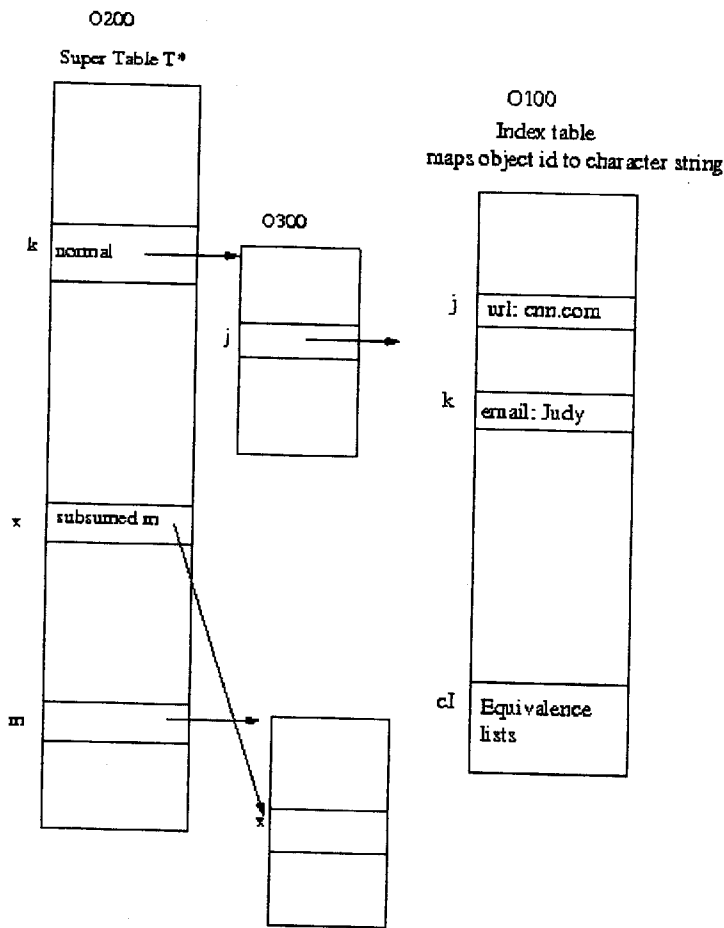 O200
Super Table T*
O100
Index table
maps object id to character string
O300
k
normal
j
url: cnn.com
j
k
email: Judy
x
subsumed m
m
cI
Equivalence
lists
x